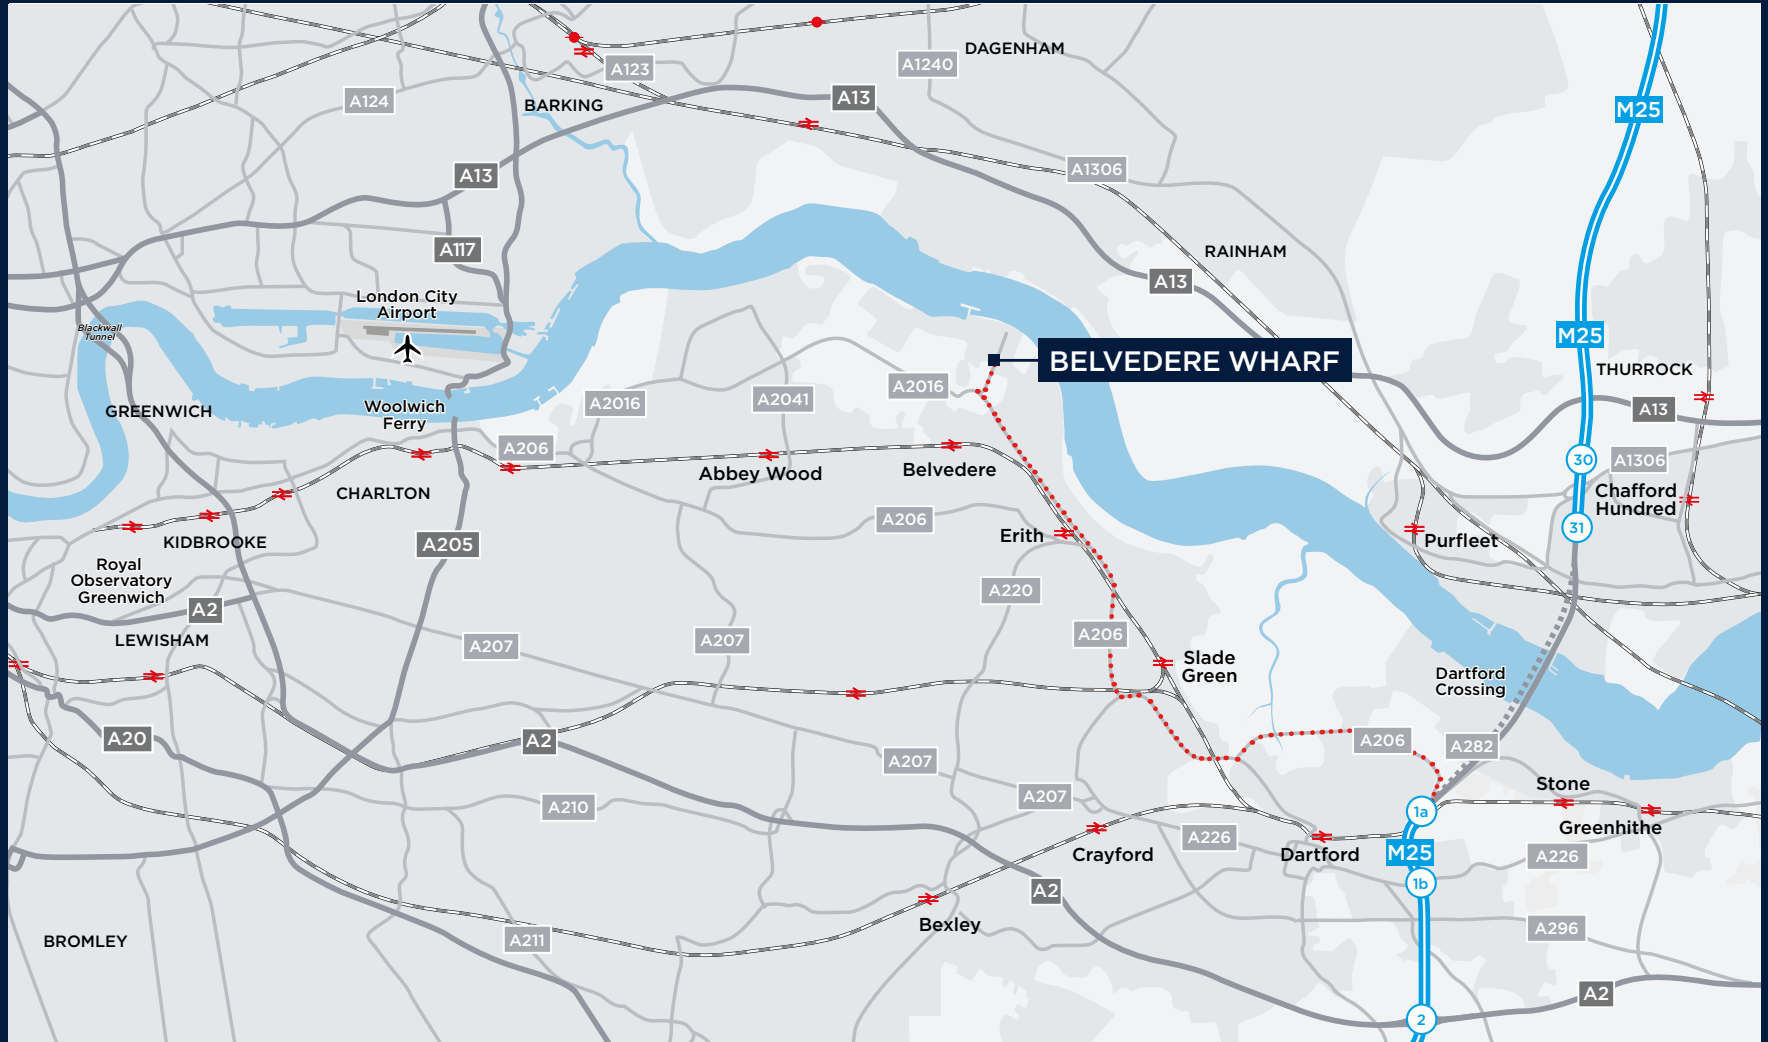 DAGENHAM
A1240
A123
A124
BARKING
A13
M25
A13
A1306
A117
RAINHAM
A13
London City
Airport
Blackwall
Tunnel
M25
BELVEDERE WHARF
THURROCK
A2016
A2041
A2016
Woolwich
Ferry
GREENWICH
A13
A206
Abbey Wood
Belvedere
30
A1306
CHARLTON
Chafford
Hundred
A206
31
Erith
Purfleet
KIDBROOKE
A205
Royal
Observatory
Greenwich
A2
A220
LEWISHAM
A207
A207
A206
Slade
Green
Dartford
Crossing
A20
A2
A206
A282
A207
A207
A210
Stone
1a
Greenhithe
A226
Crayford
Dartford
M25
A226
1b
A2
Bexley
BROMLEY
A211
A296
A2
2